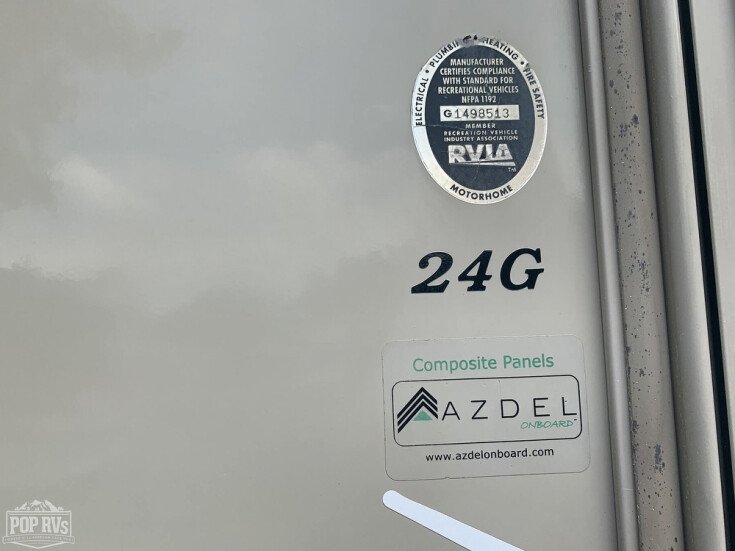 ELECTRICAL • PLUMBING • HEATING • FIRE SAFETY
MANUFACTURER
CERTIFIES COMPLIANCE
WITH STANDARD FOR
RECREATIONAL VEHICLES
NFPA 1192
G1498513
MEMBER
RECREATION VEHICLE
INDUSTRY ASSOCIATION
RVIA
MOTORHOME
24G
Composite Panels
AZDEL
ONBOARD
www.azdelonboard.com
POP RVs